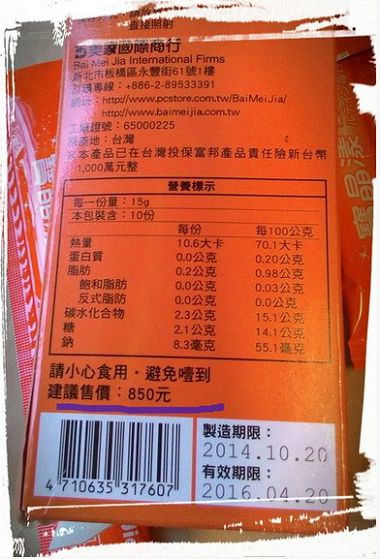 直接照射
百美家國際商行
Bai Mei Jia International Firms
新北市板橋區永豐街61號1樓
專線：+886-2-89533391
http://www.pcstore.com.tw/BaiMeiJia/
http://www.baimeijia.com.tw
工廠證號：65000225
產地：台灣
※本產品已在台灣投保富邦產品責任險新台幣
1,000萬元整
營養標示
每一份量：15g
本包裝含：10份
每份 每100公克
熱量 10.6大卡 70.1大卡
蛋白質 0.0公克 0.20公克
脂肪 0.2公克 0.98公克
飽和脂肪 0.0公克 0.03公克
反式脂肪 0.0公克 0.0公克
碳水化合物 2.3公克 15.1公克
糖 2.1公克 14.1公克
鈉 8.3毫克 55.1毫克
請小心食用，避免噎到
建議售價：850元
4 710635 317607
製造期限：
2014.10.20
有效期限：
2016.04.20
晶漾